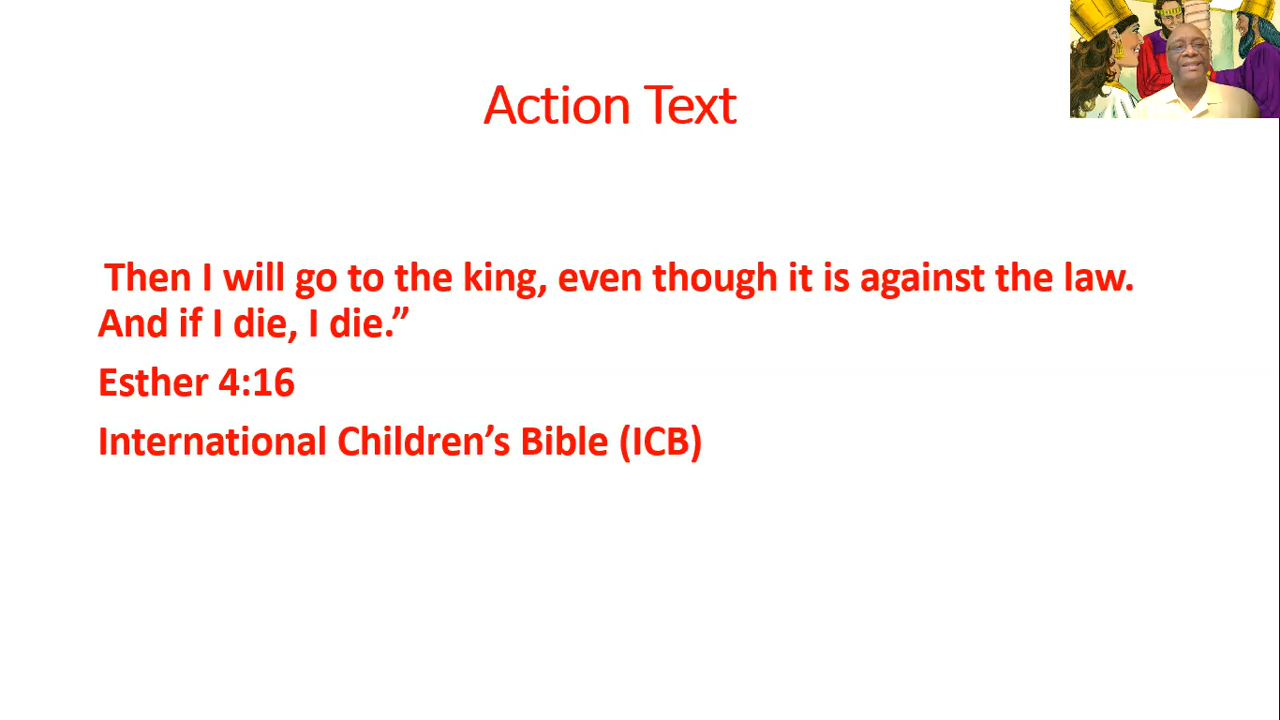 Action Text
Then I will go to the king, even though it is against the law.
And if I die, I die.”
Esther 4:16
International Children’s Bible (ICB)